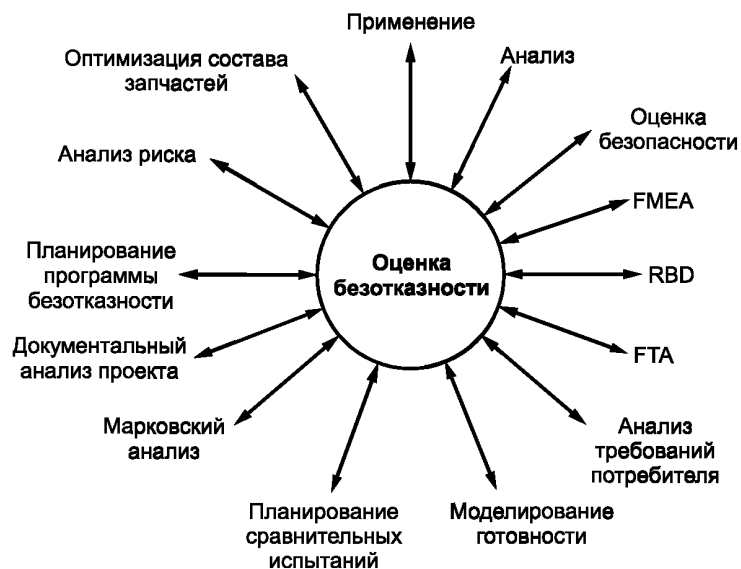 Применение
Анализ
Оценка
безопасности
FMEA
RBD
FTA
Анализ
требований
потребителя
Моделирование
готовности
Планирование
сравнительных
испытаний
Марковский
анализ
Документальный
анализ проекта
Планирование
программы
безотказности
Анализ риска
Оптимизация состава
запчастей
Оценка
безотказности